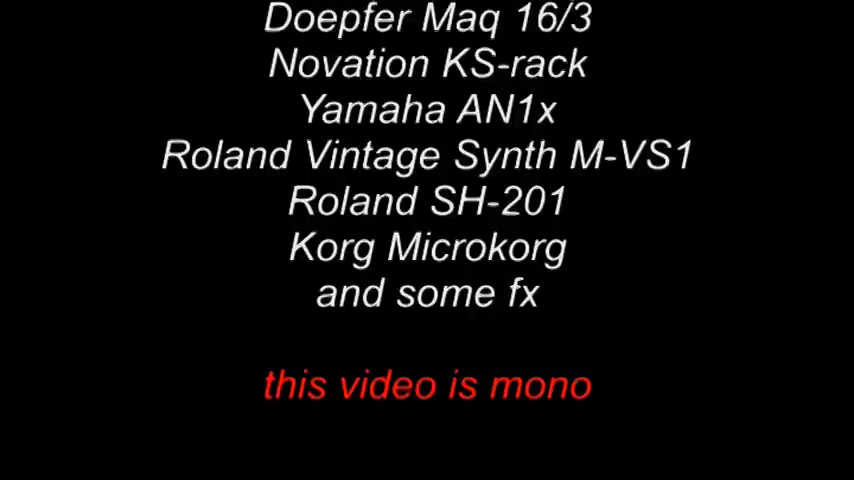 Doepfer Maq 16/3
Novation KS-rack
Yamaha AN1x
Roland Vintage Synth M-VS1
Roland SH-201
Korg Microkorg
and some fx
this video is mono